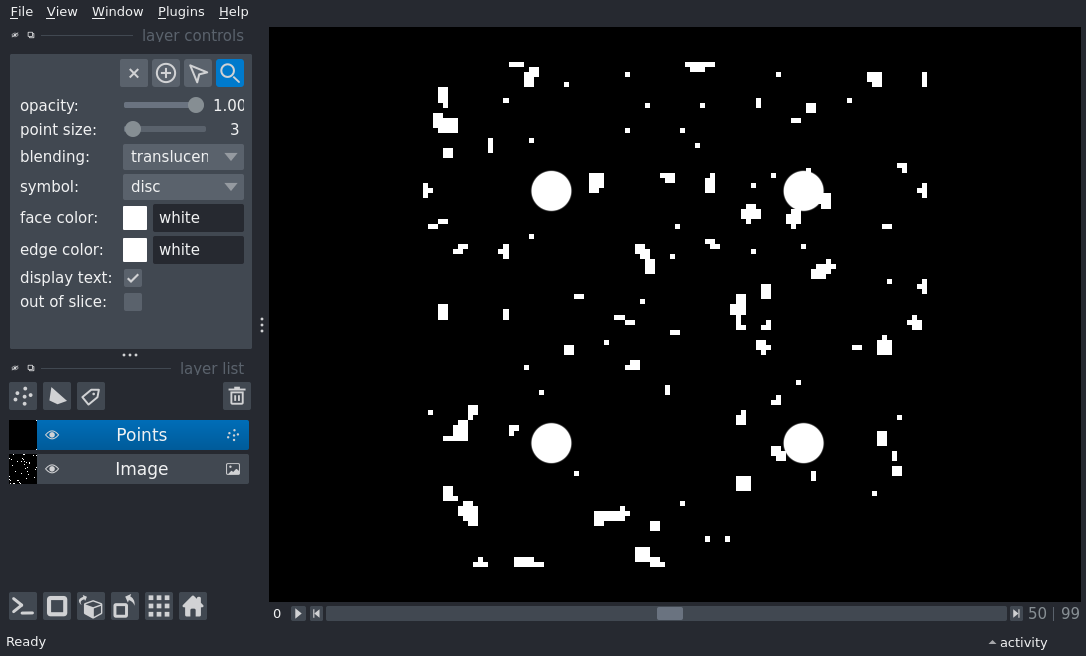 File View Window Plugins Help
layer controls
opacity: 1.00
point size: 3
blending: translucen
symbol: disc
face color: white
edge color: white
display text:
out of slice:
layer list
Points
Image
0 50 | 99
Ready activity